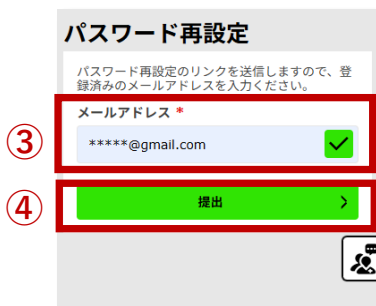 パスワード再設定
パスワード再設定のリンクを送信しますので、登
録済みのメールアドレスを入力ください。
メールアドレス *
③
*****@gmail.com
④
提出